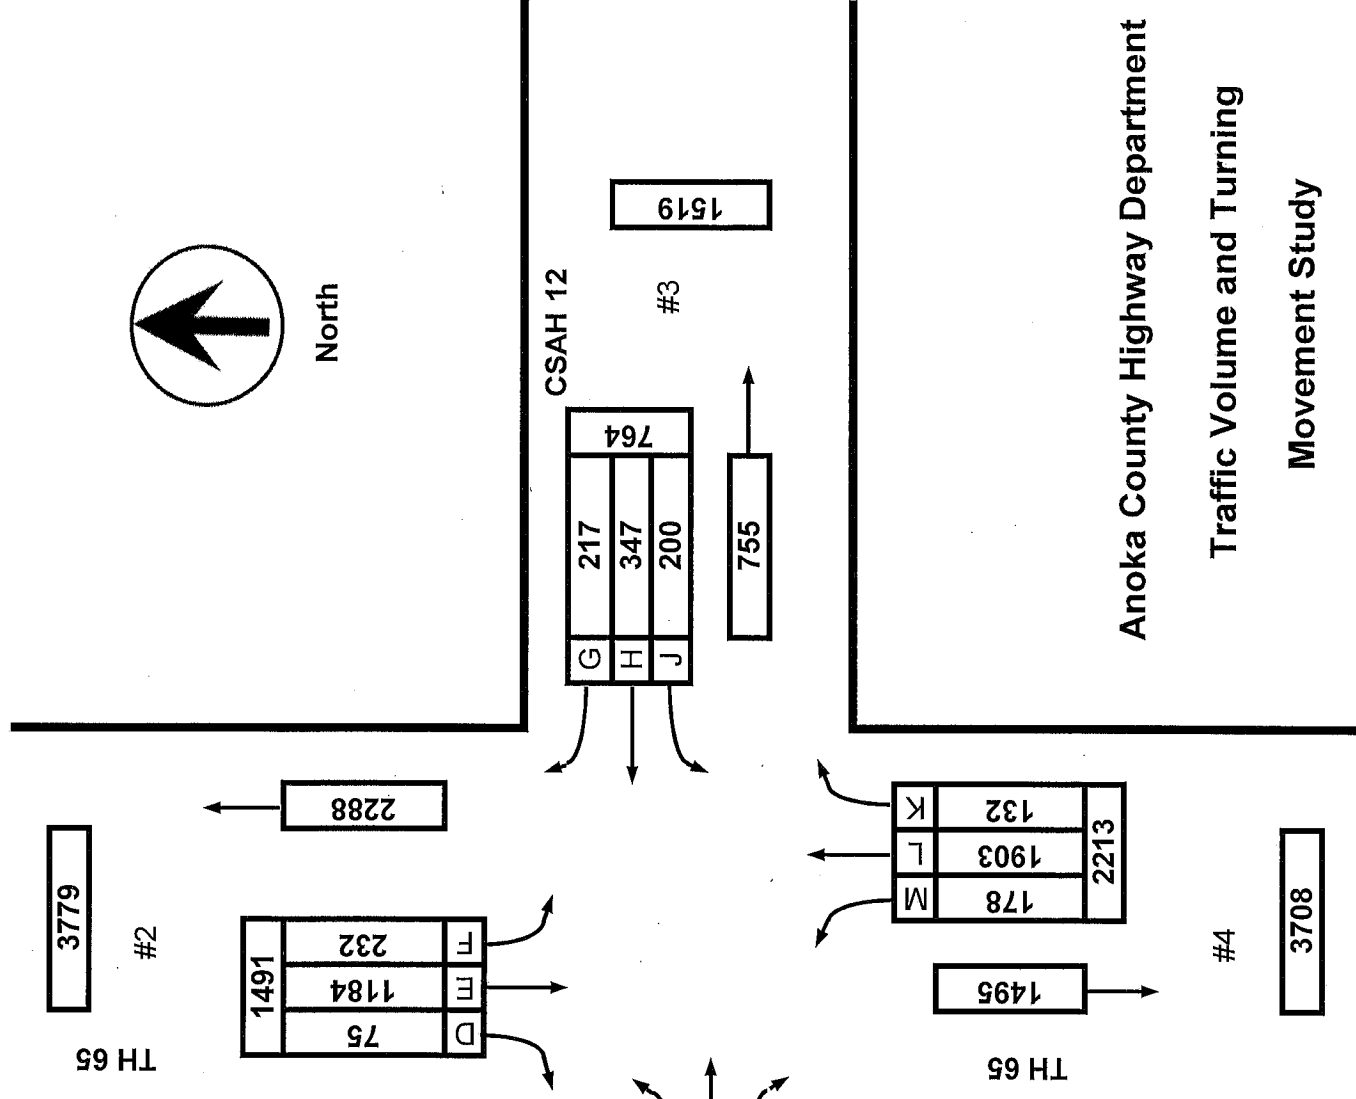 North
CSAH 12
#3
1519
764
G 217
H 347
J 200
755
Anoka County Highway Department
Traffic Volume and Turning
Movement Study
3779
#2
TH 65
2288
1491
232 F
1184 E
75 D
K 132
L 1903
M 178
2213
1495
#4
3708
TH 65